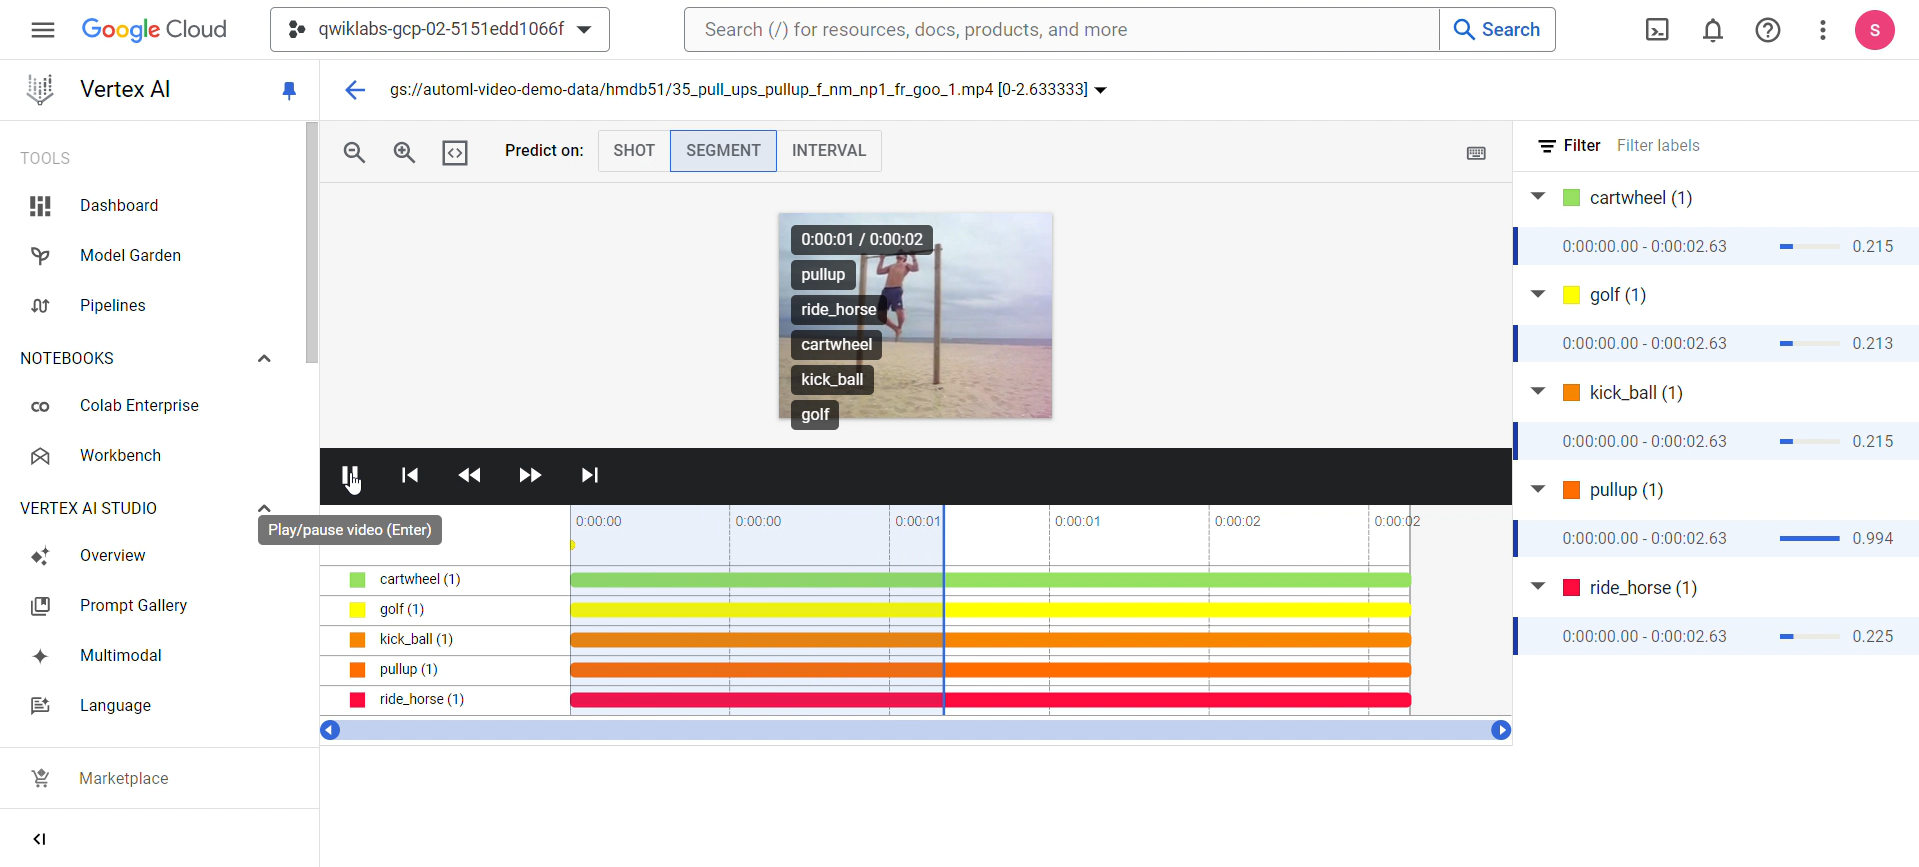 Google Cloud
qwiklabs-gcp-02-5151edd1066f
Search (/) for resources, docs, products, and more
Search
S
Vertex AI
gs://automl-video-demo-data/hmdb51/35_pull_ups_pullup_f_nm_np1_fr_goo_1.mp4 [0-2.633333]
TOOLS
Dashboard
Model Garden
Pipelines
NOTEBOOKS
Colab Enterprise
Workbench
VERTEX AI STUDIO
Overview
Prompt Gallery
Multimodal
Language
Marketplace
Predict on:
SHOT
SEGMENT
INTERVAL
0:00:01 / 0:00:02
pullup
ride_horse
cartwheel
kick_ball
golf
Play/pause video (Enter)
0:00:00
0:00:00
0:00:01
0:00:01
0:00:02
0:00:02
cartwheel (1)
golf (1)
kick_ball (1)
pullup (1)
ride_horse (1)
Filter Filter labels
cartwheel (1)
0:00:00.00 - 0:00:02.63 0.215
golf (1)
0:00:00.00 - 0:00:02.63 0.213
kick_ball (1)
0:00:00.00 - 0:00:02.63 0.215
pullup (1)
0:00:00.00 - 0:00:02.63 0.994
ride_horse (1)
0:00:00.00 - 0:00:02.63 0.225